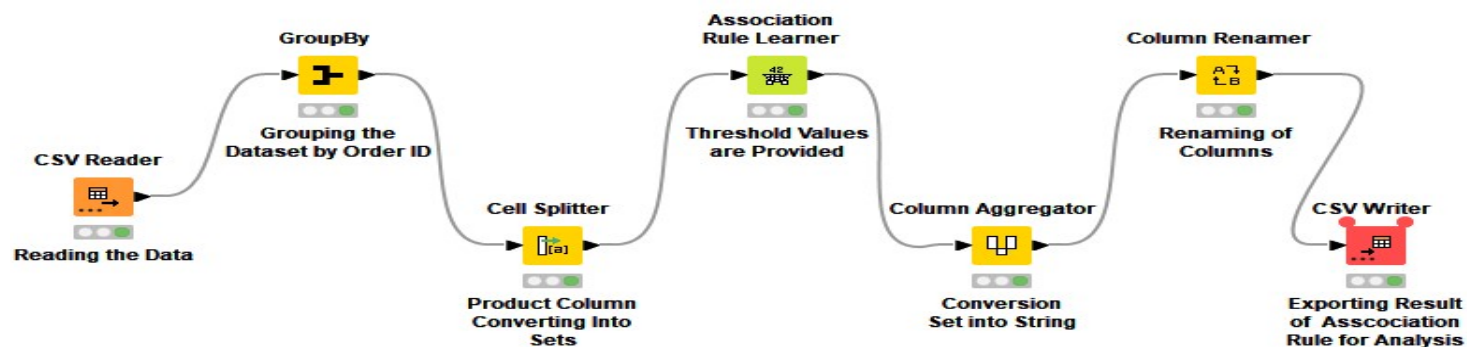 CSV Reader
Reading the Data
GroupBy
Grouping the
Dataset by Order ID
Cell Splitter
[a]
Product Column
Converting Into
Sets
Association
Rule Learner
42
Threshold Values
are Provided
Column Aggregator
Conversion
Set into String
Column Renamer
A
B
Renaming of
Columns
CSV Writer
Exporting Result
of Asscociation
Rule for Analysis